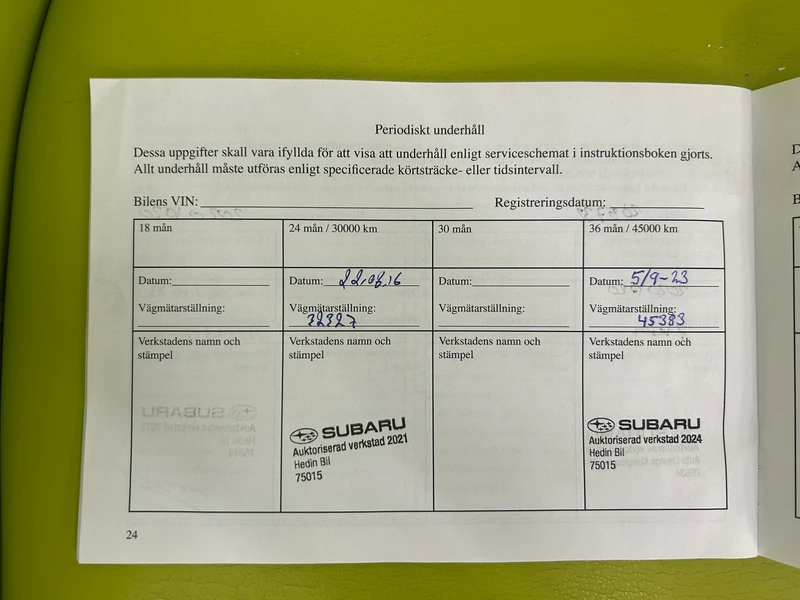 Periodiskt underhåll
Dessa uppgifter skall vara ifyllda för att visa att underhåll enligt serviceschemat i instruktionsboken gjorts.
Allt underhåll måste utföras enligt specificerade körtsträcke- eller tidsintervall.
Bilens VIN: Registreringsdatum:
18 mån
24 mån / 30000 km
30 mån
36 mån / 45000 km
Datum:
Datum:
Datum:
Datum: 5/9-23
Vägmätarställning:
Vägmätarställning:
Vägmätarställning:
Vägmätarställning:
32327
45383
Verkstadens namn och
stämpel
Verkstadens namn och
stämpel
SUBARU
Auktoriserad verkstad 2021
Hedin Bil
75015
Verkstadens namn och
stämpel
Verkstadens namn och
stämpel
SUBARU
Auktoriserad verkstad 2024
Hedin Bil
75015
24